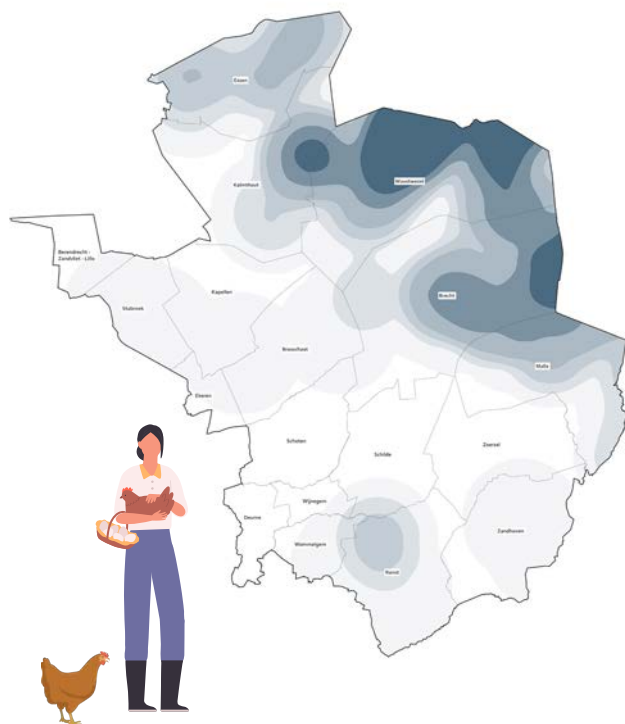 Essen
Kalmthout
Wuustwezel
Berendrecht -
Zandvliet - Lillo
Stabroek
Kapellen
Brecht
Brasschaat
Malle
Ekeren
Schoten
Schilde
Zoersel
Deurne
Wijnegem
Wommelgem
Ranst
Zandhoven